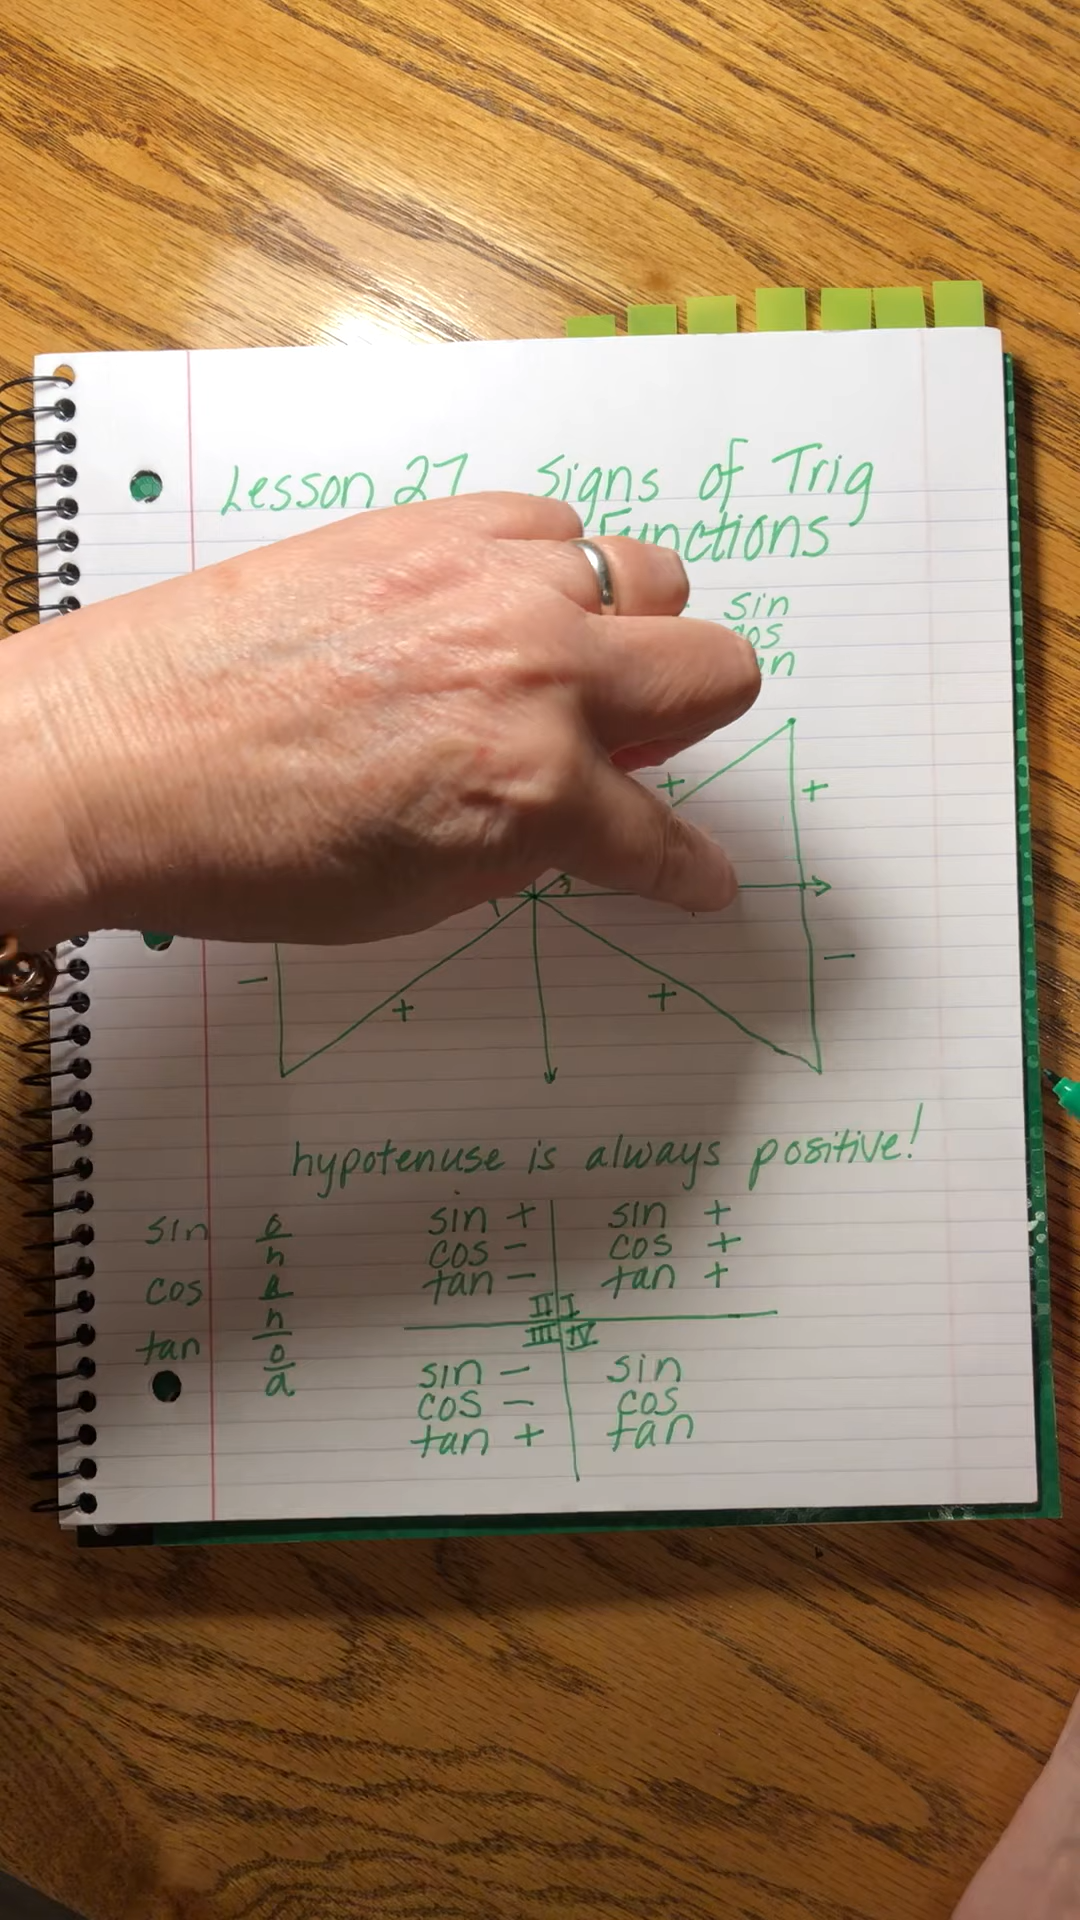 Lesson 27 Signs of Trig
Functions
sin
cos
+ +
-
- + +
hypotenuse is always positive!
sin o/h sin + sin +
cos - cos +
cos a/h tan - tan +
II I
tan o/a III IV
sin - sin
cos - cos
tan + tan